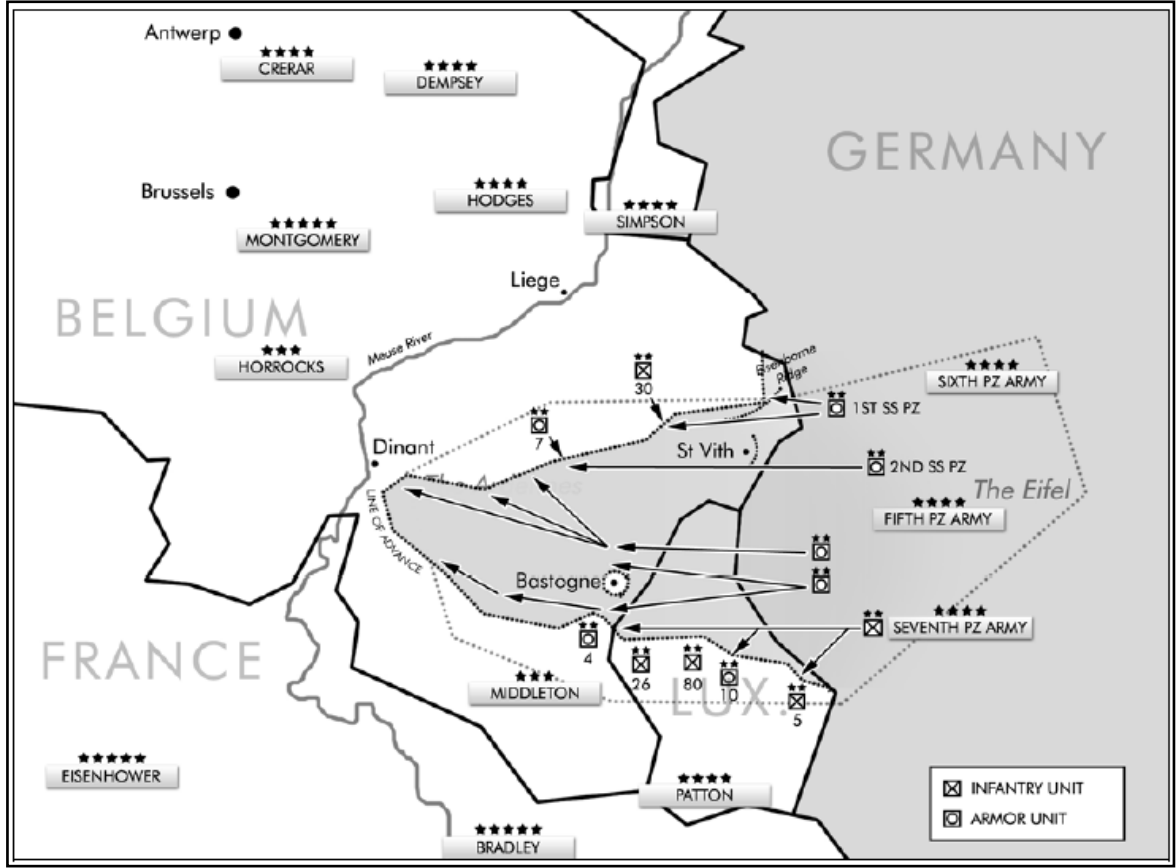 Antwerp
★★★★
CRERAR
★★★★
DEMPSEY
GERMANY
Brussels
★★★★
HODGES
★★★★★
MONTGOMERY
★★★★
SIMPSON
Liege
BELGIUM
Meuse River
★★★
HORROCKS
Elsenborne
Ridge
★★★★
SIXTH PZ ARMY
★★
30
★★
1ST SS PZ
★★
7
Dinant
St Vith
★★
2ND SS PZ
The Ardennes
The Eifel
LINE OF ADVANCE
★★★★
FIFTH PZ ARMY
★★
★★
Bastogne
★★
★★★★
SEVENTH PZ ARMY
★★
4
★★
26
★★
80
★★
10
★★
5
FRANCE
★★★
MIDDLETON
LUX.
★★★★★
EISENHOWER
★★★★
PATTON
★★★★★
BRADLEY
INFANTRY UNIT
ARMOR UNIT